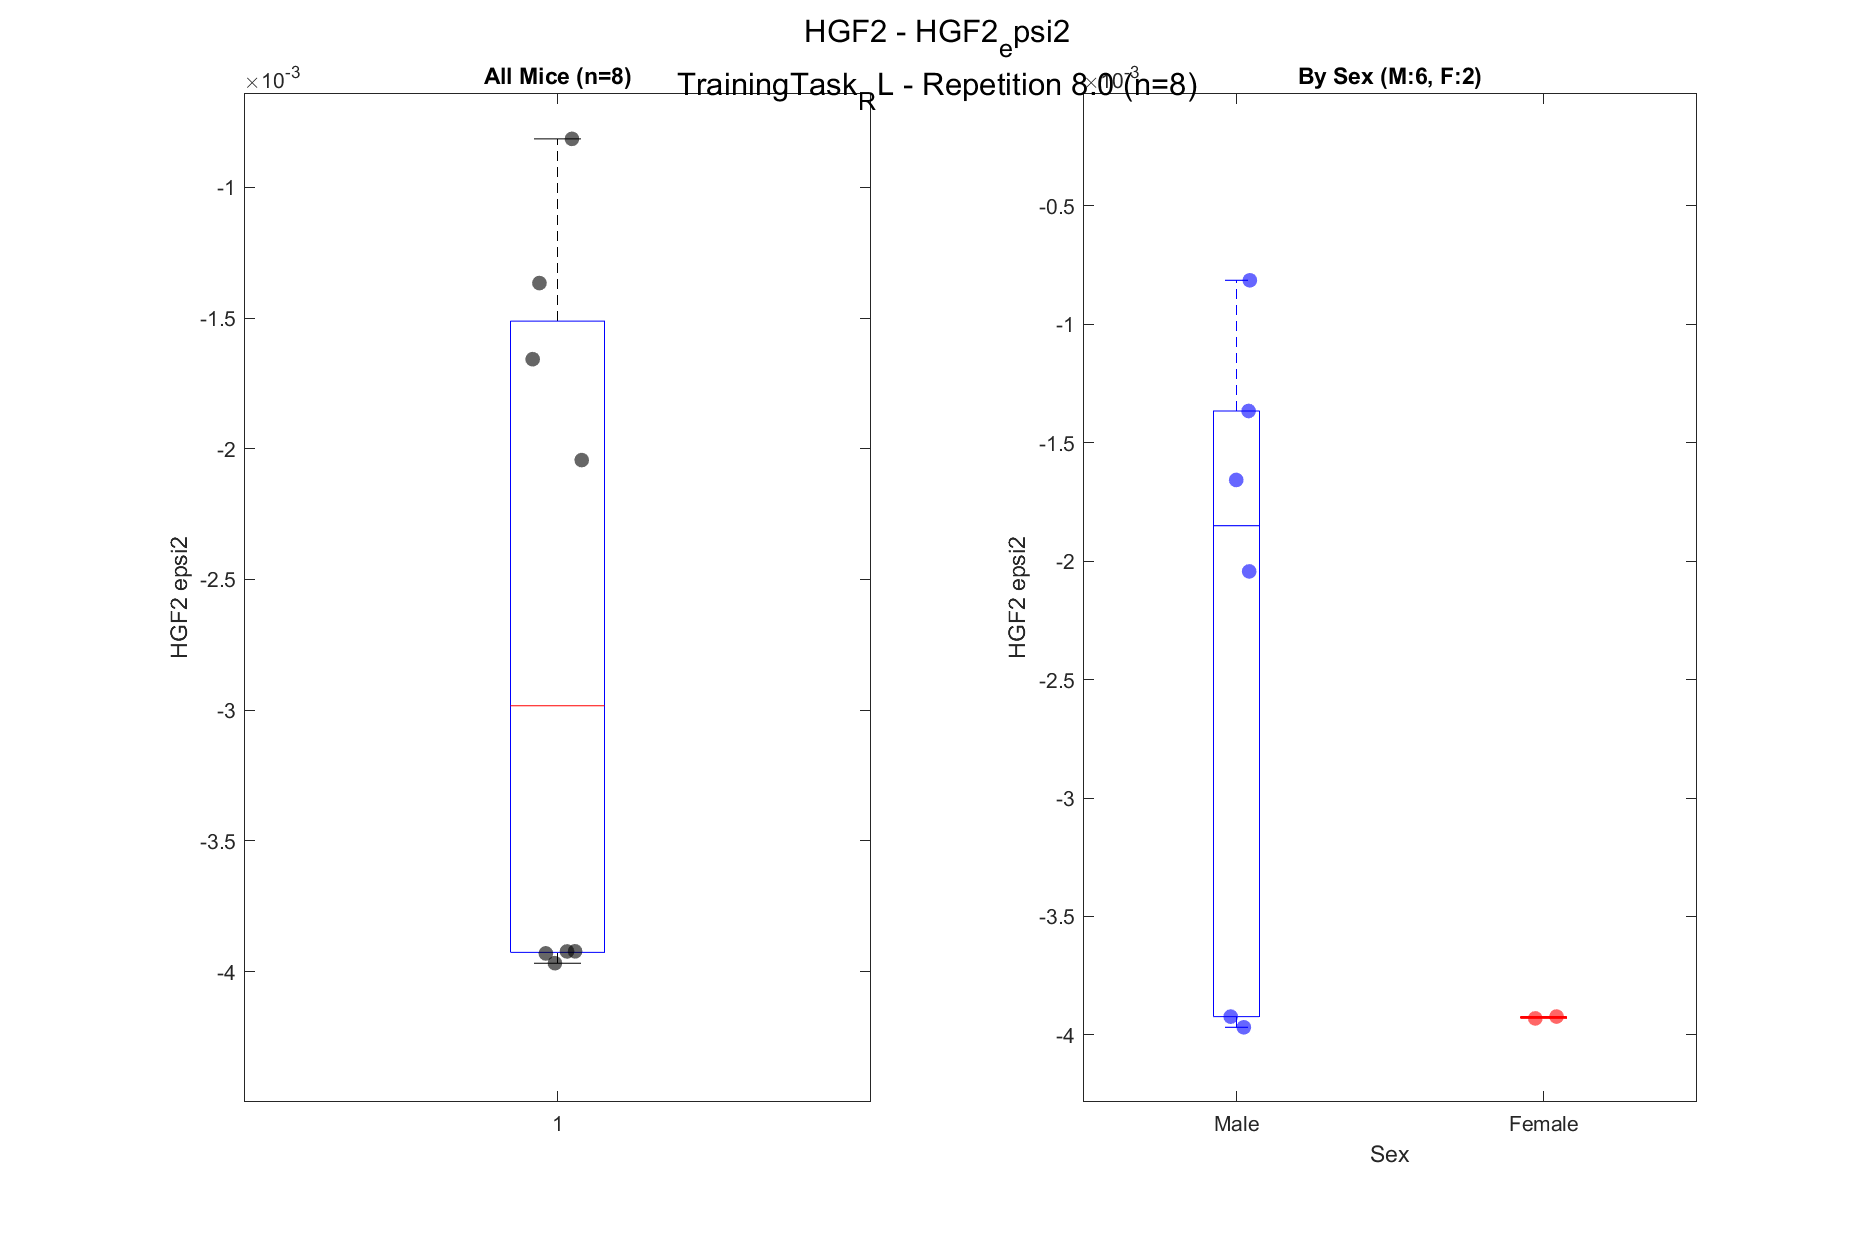 HGF2 - HGF2_epsi2
TrainingTask_RL - Repetition 8.0 (n=8)
×10^-3
All Mice (n=8)
-1
-1.5
-2
-2.5
-3
-3.5
-4
HGF2 epsi2
1
×10^-3
By Sex (M:6, F:2)
-0.5
-1
-1.5
-2
-2.5
-3
-3.5
-4
HGF2 epsi2
Male Female
Sex